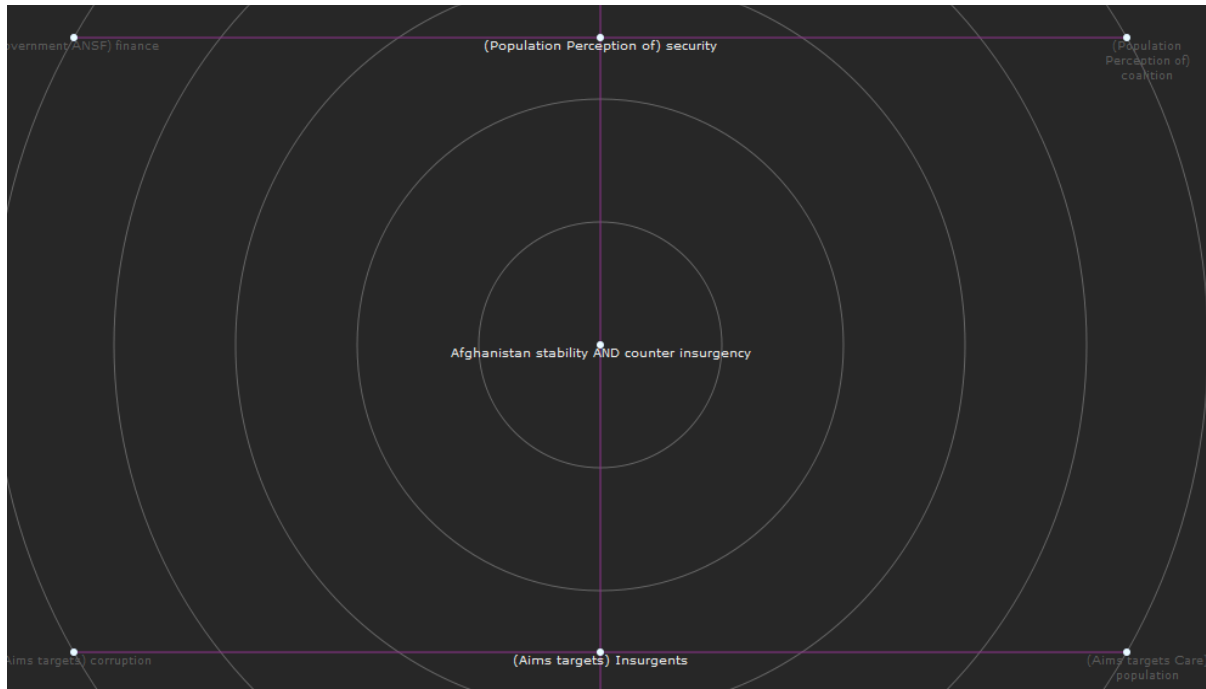 overnment ANSF) finance
(Population Perception of) security
(Population
Perception of)
coalition
Afghanistan stability AND counter insurgency
Aims targets) corruption
(Aims targets) Insurgents
(Aims targets Care)
population